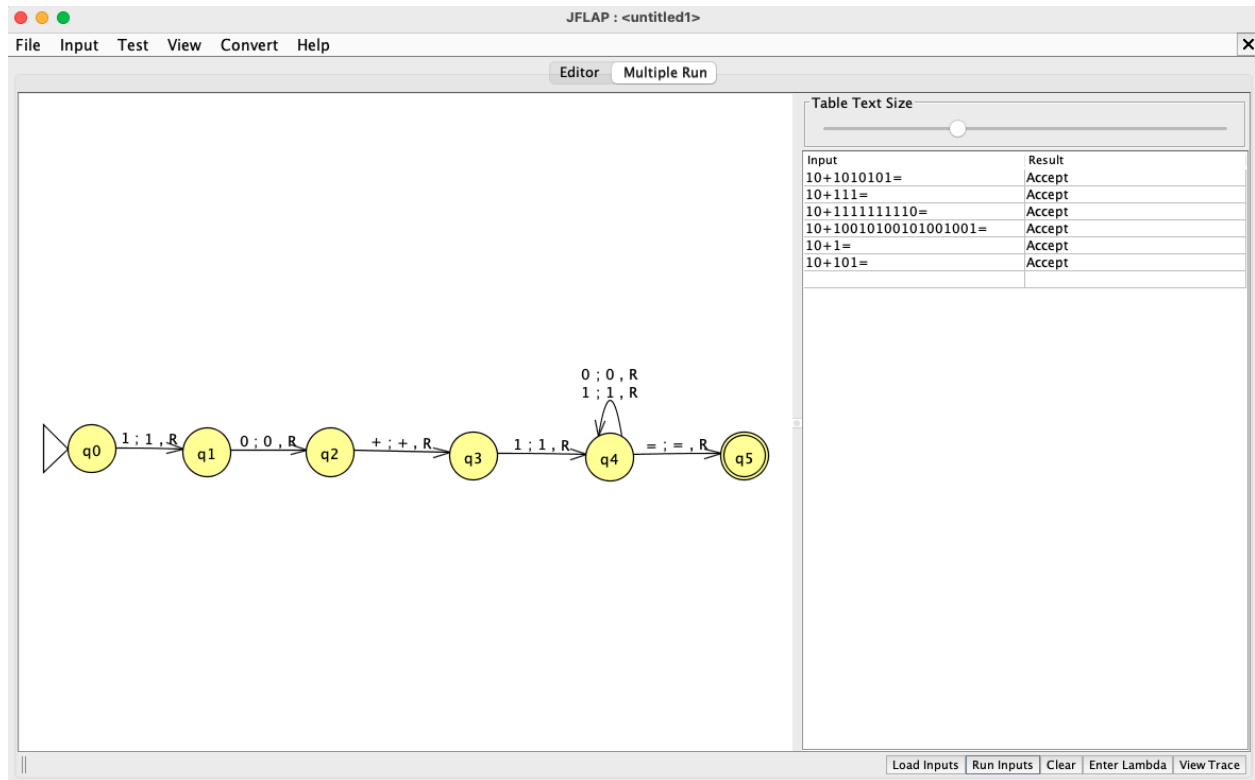 JFLAP : <untitled1>
File Input Test View Convert Help
Editor Multiple Run
Table Text Size
Input Result
10+1010101= Accept
10+111= Accept
10+1111111110= Accept
10+10010100101001001= Accept
10+1= Accept
10+101= Accept
0 ; 0 , R
1 ; 1 , R
q0 1 ; 1 , R q1 0 ; 0 , R q2 + ; + , R q3 1 ; 1 , R q4 = ; = , R q5
Load Inputs Run Inputs Clear Enter Lambda View Trace